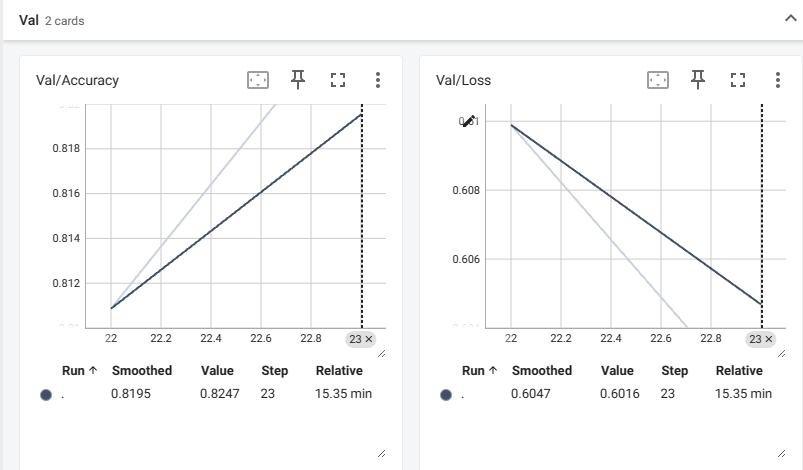 Val 2 cards
Val/Accuracy
0.818
0.816
0.814
0.812
22 22.2 22.4 22.6 22.8 23 ×
Run ↑ Smoothed Value Step Relative
. 0.8195 0.8247 23 15.35 min
Val/Loss
0.61
0.608
0.606
22 22.2 22.4 22.6 22.8 23 ×
Run ↑ Smoothed Value Step Relative
. 0.6047 0.6016 23 15.35 min